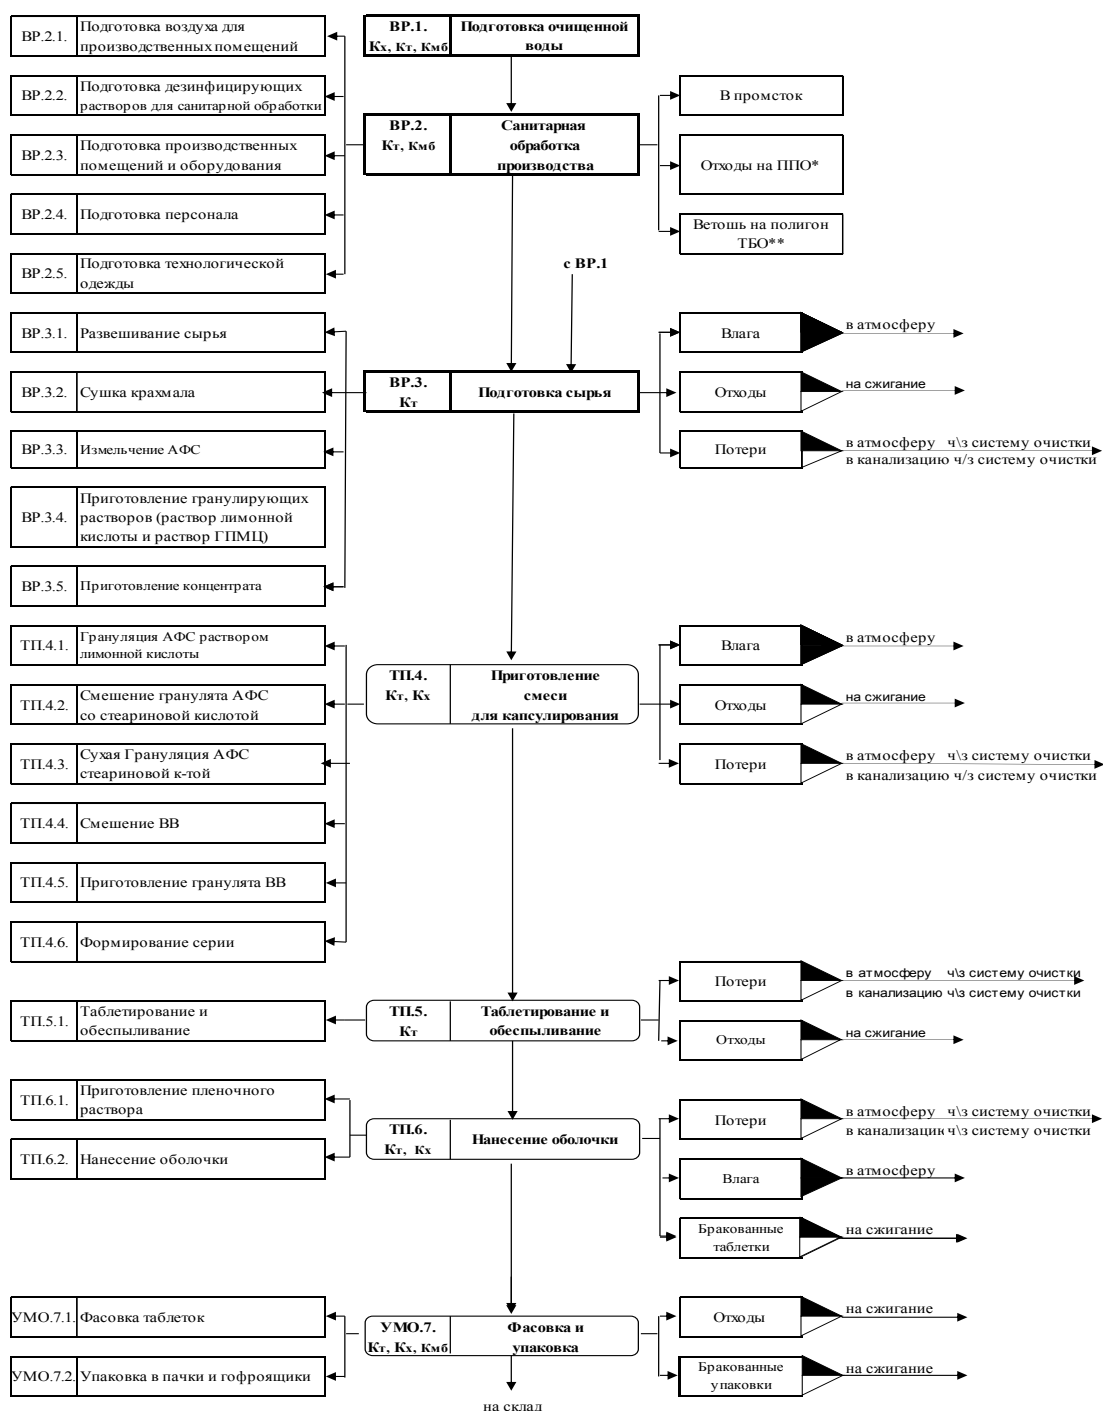 ВР.2.1.
Подготовка воздуха для
производственных помещений
ВР.1.
Кх, Кт, Кмб
Подготовка очищенной
воды
ВР.2.2.
Подготовка дезинфицирующих
растворов для санитарной обработки
В промсток
ВР.2.
Кт, Кмб
Санитарная
обработка
производства
ВР.2.3.
Подготовка производственных
помещений и оборудования
Отходы на ППО*
ВР.2.4.
Подготовка персонала
Ветошь на полигон
ТБО**
ВР.2.5.
Подготовка технологической
одежды
с ВР.1
ВР.3.1.
Развешивание сырья
Влага
в атмосферу
ВР.3.2.
Сушка крахмала
ВР.3.
Кт
Подготовка сырья
Отходы
на сжигание
ВР.3.3.
Измельчение АФС
Потери
в атмосферу ч\з систему очистки
в канализацию ч/з систему очистки
ВР.3.4.
Приготовление гранулирующих
растворов (раствор лимонной
кислоты и раствор ГПМЦ)
ВР.3.5.
Приготовление концентрата
ТП.4.1.
Грануляция АФС раствором
лимонной кислоты
Влага
в атмосферу
ТП.4.2.
Смешение гранулята АФС
со стеариновой кислотой
ТП.4.
Кт, Кх
Приготовление
смеси
для капсулирования
Отходы
на сжигание
ТП.4.3.
Сухая Грануляция АФС
стеариновой к-той
Потери
в атмосферу ч\з систему очистки
в канализацию ч/з систему очистки
ТП.4.4.
Смешение ВВ
ТП.4.5.
Приготовление гранулята ВВ
ТП.4.6.
Формирование серии
Потери
в атмосферу ч\з систему очистки
в канализацию ч\з систему очистки
ТП.5.1.
Таблетирование и
обеспыливание
ТП.5.
Кт
Таблетирование и
обеспыливание
Отходы
на сжигание
ТП.6.1.
Приготовление пленочного
раствора
Потери
в атмосферу ч\з систему очистки
в канализацию ч\з систему очистки
ТП.6.
Кт, Кх
Нанесение оболочки
ТП.6.2.
Нанесение оболочки
Влага
в атмосферу
Бракованные
таблетки
на сжигание
УМО.7.1.
Фасовка таблеток
УМО.7.
Кт, Кх, Кмб
Фасовка и
упаковка
Отходы
на сжигание
УМО.7.2.
Упаковка в пачки и гофроящики
Бракованные
упаковки
на сжигание
на склад